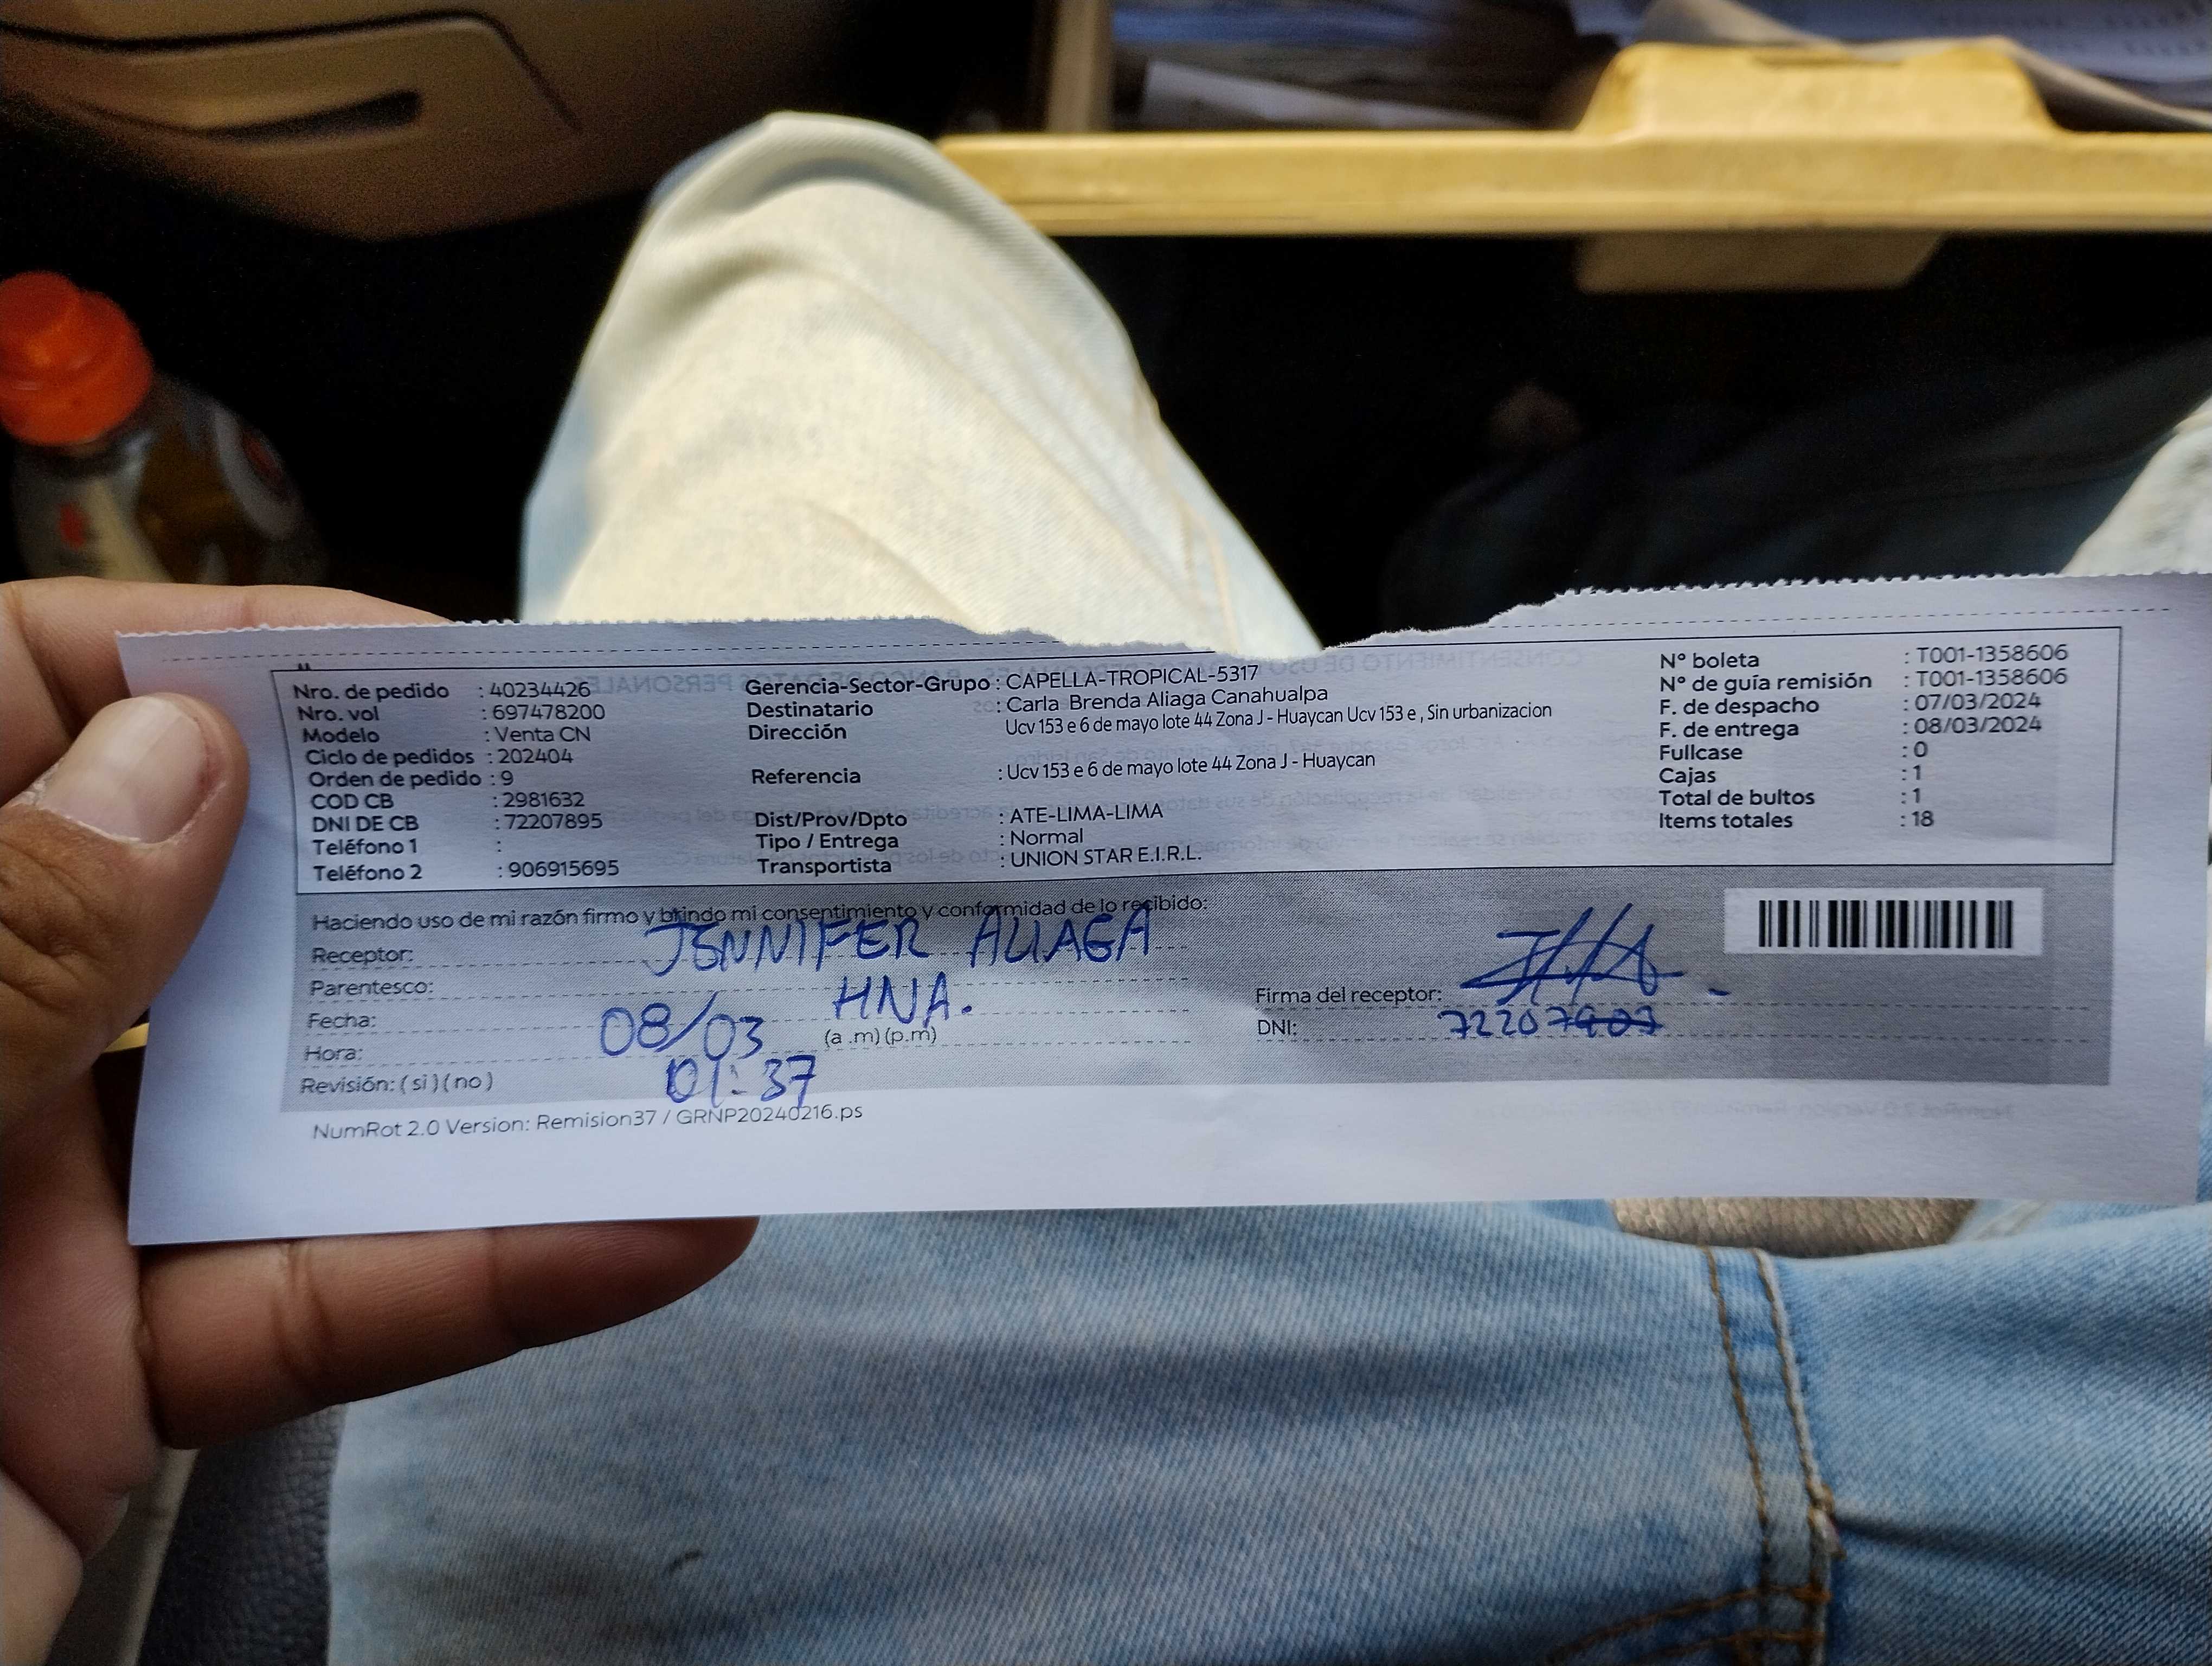 Nro. de pedido : 40234426
Nro. vol : 697478200
Modelo : Venta CN
Ciclo de pedidos : 202404
Orden de pedido : 9
COD CB : 2981632
DNI DE CB : 72207895
Teléfono 1 :
Teléfono 2 : 906915695
Gerencia-Sector-Grupo : CAPELLA-TROPICAL-5317
Destinatario : Carla Brenda Aliaga Canahualpa
Dirección Ucv 153 e 6 de mayo lote 44 Zona J - Huaycan Ucv 153 e , Sin urbanizacion
Referencia : Ucv 153 e 6 de mayo lote 44 Zona J - Huaycan
Dist/Prov/Dpto : ATE-LIMA-LIMA
Tipo / Entrega : Normal
Transportista : UNION STAR E.I.R.L.
N° boleta : T001-1358606
N° de guía remisión : T001-1358606
F. de despacho : 07/03/2024
F. de entrega : 08/03/2024
Fullcase : 0
Cajas : 1
Total de bultos : 1
Items totales : 18
Haciendo uso de mi razón firmo y brindo mi consentimiento y conformidad de lo recibido:
Receptor: JENNIFER ALIAGA
Parentesco: HNA.
Fecha: 08/03
Hora: 01:37 (a .m) (p.m)
Revisión: ( si ) ( no )
Firma del receptor:
DNI:
NumRot 2.0 Version: Remision37 / GRNP20240216.ps